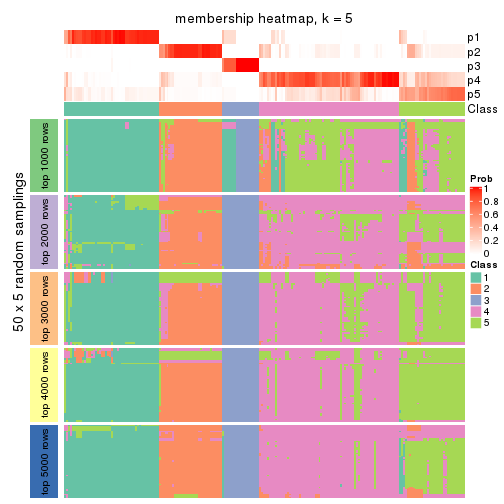 membership heatmap, k = 5
p1
p2
p3
p4
p5
Class
50 x 5 random samplings
top 1000 rows
top 2000 rows
top 3000 rows
top 4000 rows
top 5000 rows
Prob
1
0.8
0.6
0.4
0.2
0
Class
1
2
3
4
5